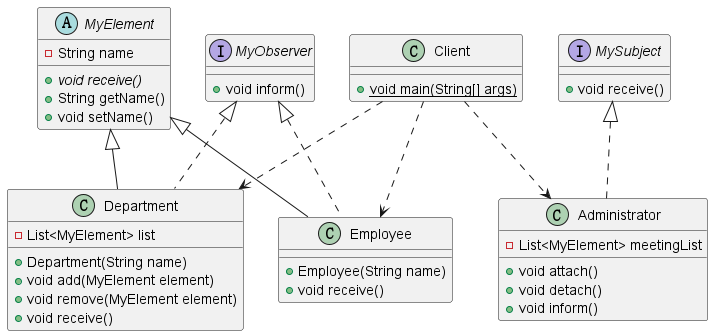 A MyElement
String name
void receive()
String getName()
void setName()
I MyObserver
void inform()
C Client
void main(String[] args)
I MySubject
void receive()
C Department
List<MyElement> list
Department(String name)
void add(MyElement element)
void remove(MyElement element)
void receive()
C Employee
Employee(String name)
void receive()
C Administrator
List<MyElement> meetingList
void attach()
void detach()
void inform()